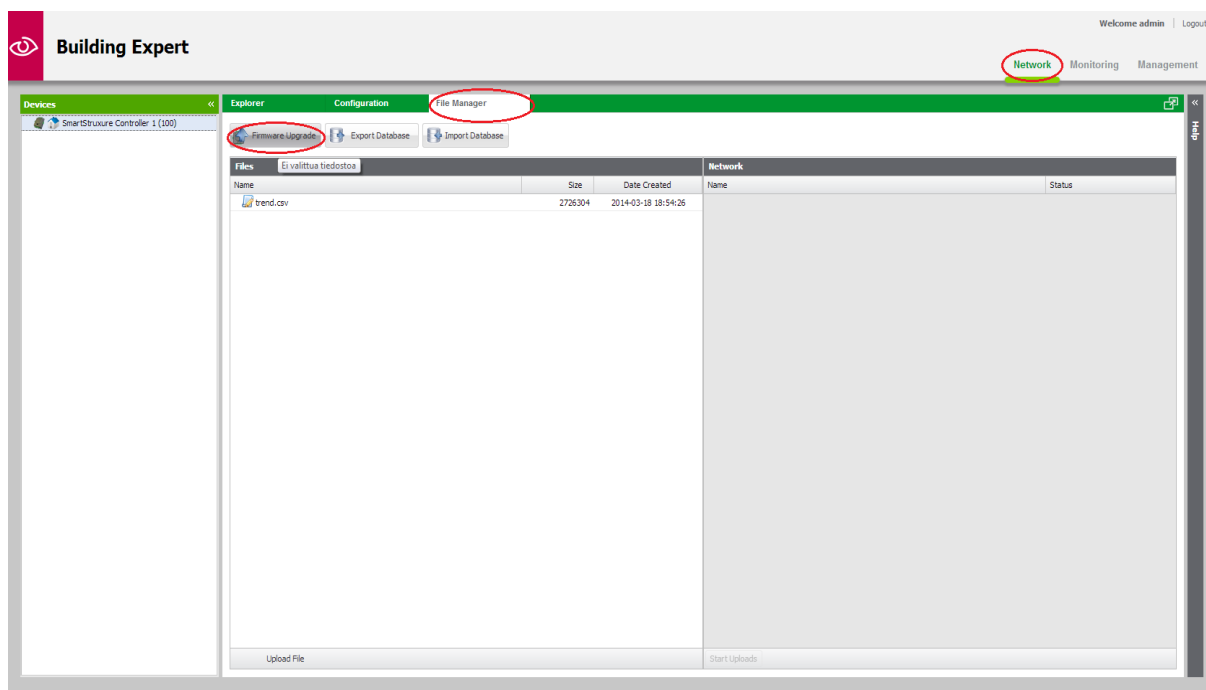 Welcome admin | Logout
Building Expert
Network Monitoring Management
Devices «
SmartStruxure Controller 1 (100)
Explorer Configuration File Manager «
Help
Firmware Upgrade Export Database Import Database
Files Ei valittua tiedostoa Network
Name Size Date Created Name Status
trend.csv 2726304 2014-03-18 18:54:26
Upload File Start Uploads